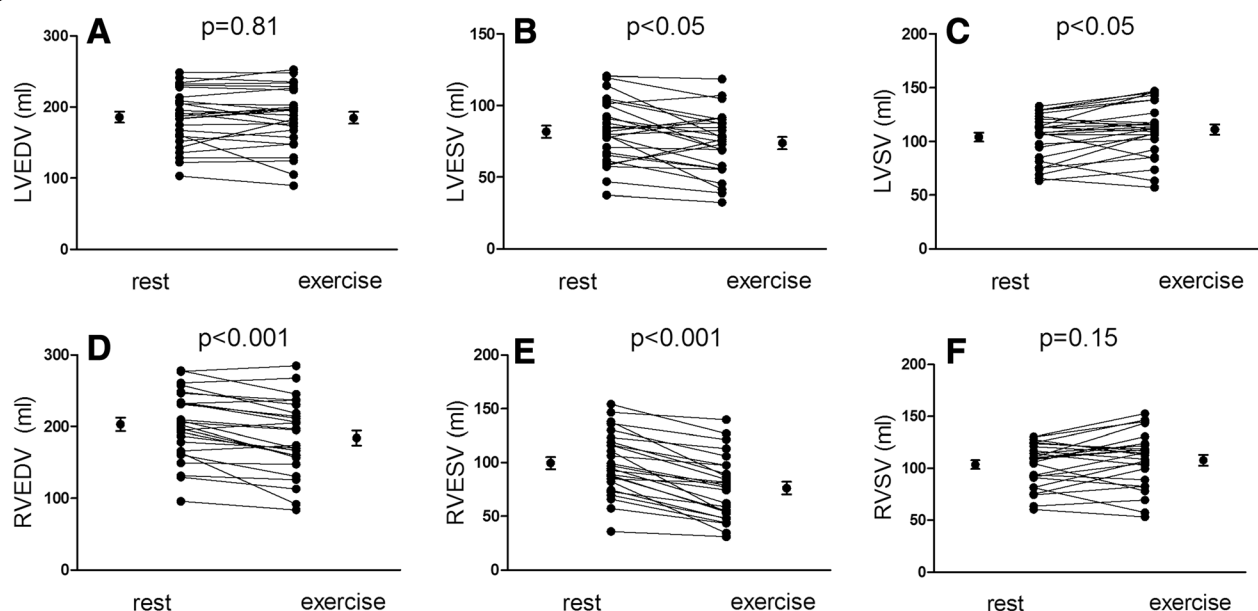 A
p=0.81
LVEDV (ml)
300
200
100
0
rest
exercise
B
p<0.05
LVESV (ml)
150
100
50
0
rest
exercise
C
p<0.05
LVSV (ml)
200
150
100
50
0
rest
exercise
D
p<0.001
RVEDV (ml)
300
200
100
0
rest
exercise
E
p<0.001
RVESV (ml)
200
150
100
50
0
rest
exercise
F
p=0.15
RVSV (ml)
200
150
100
50
0
rest
exercise